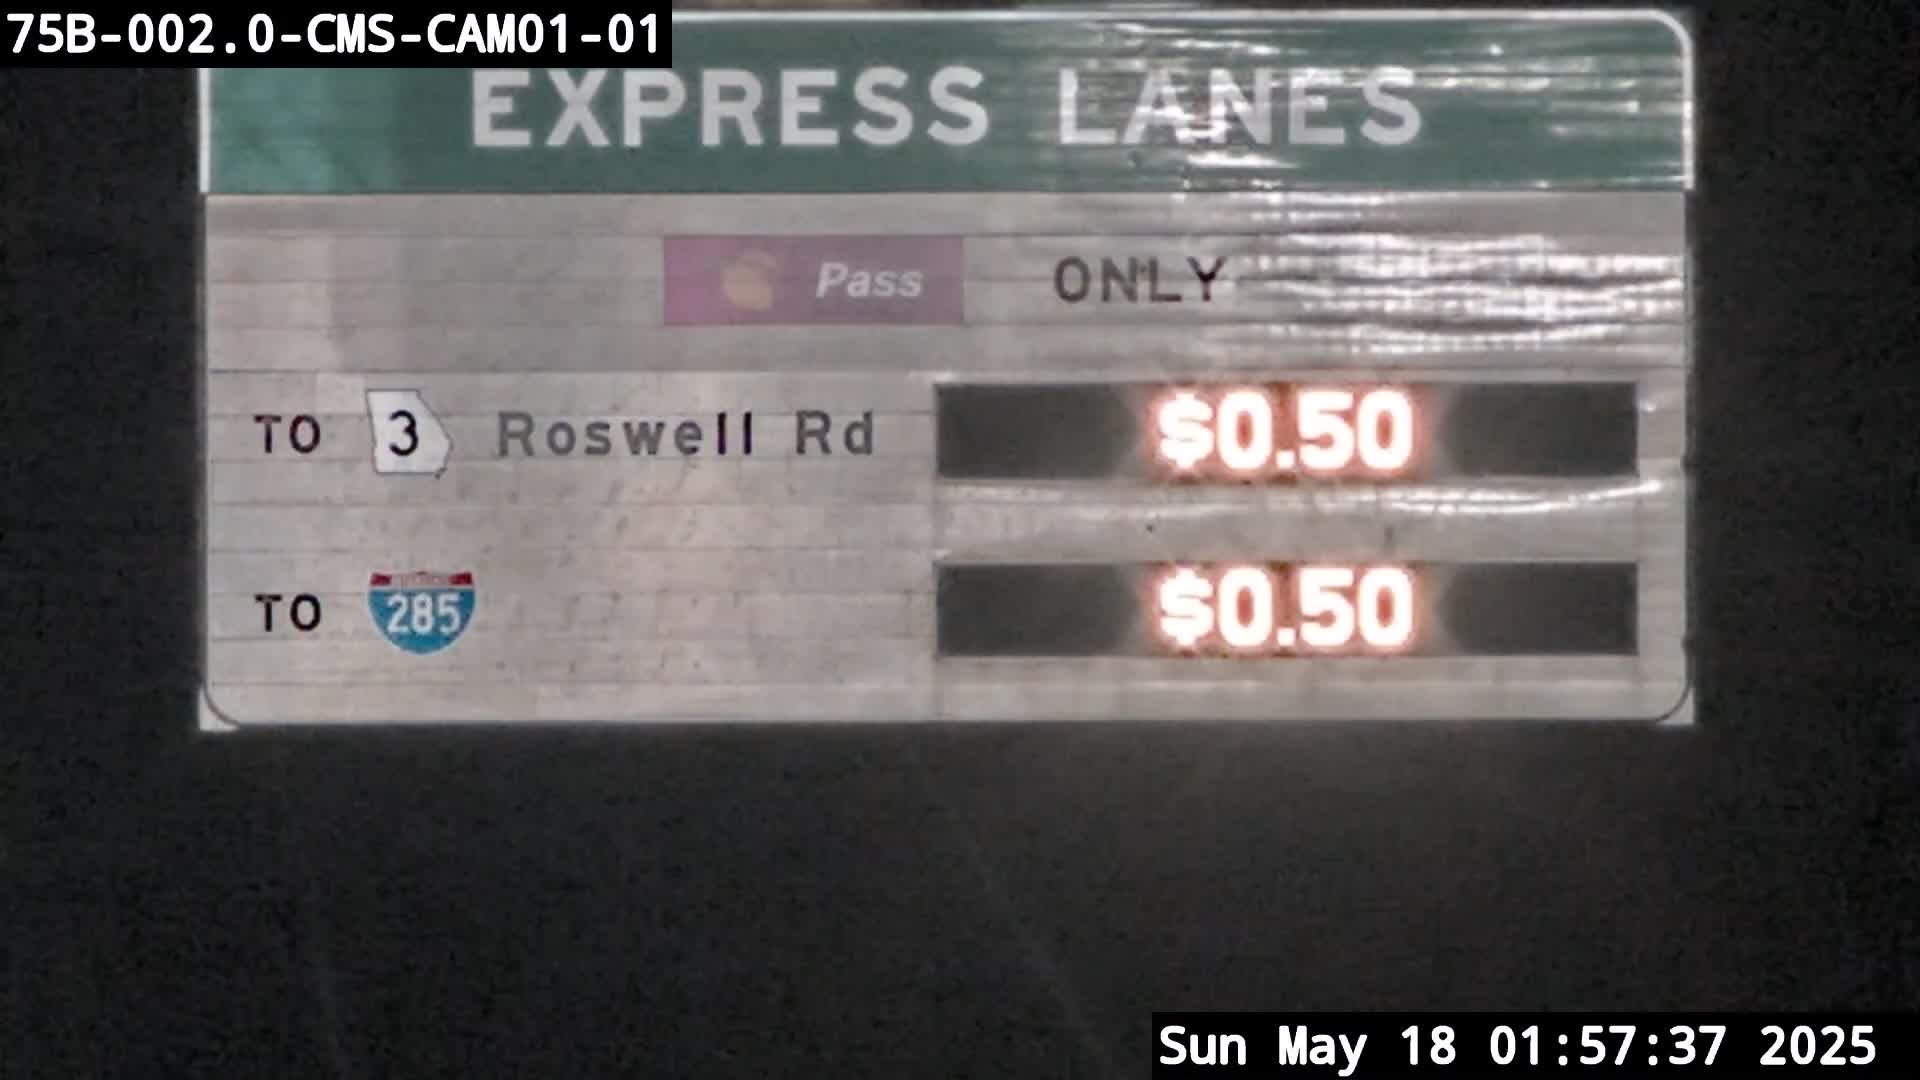 75B-002.0-CMS-CAM01-01
EXPRESS LANES
Pass ONLY
TO 3 Roswell Rd $0.50
TO 285 $0.50
Sun May 18 01:57:37 2025